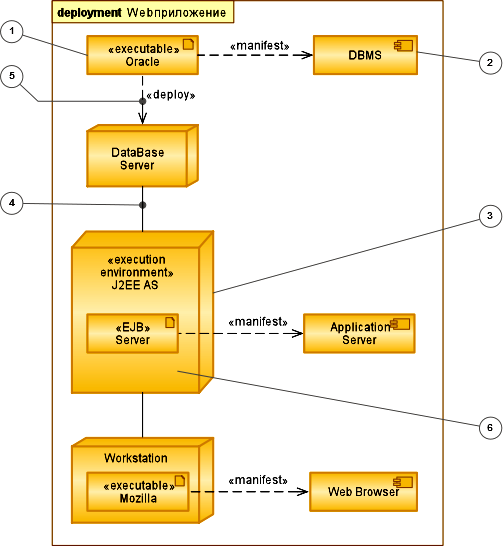 deployment Webприложение
1
«executable»
Oracle
«manifest»
DBMS
2
5
«deploy»
DataBase
Server
4
3
«execution
environment»
J2EE AS
«EJB»
Server
«manifest»
Application
Server
6
Workstation
«executable»
Mozilla
«manifest»
Web Browser